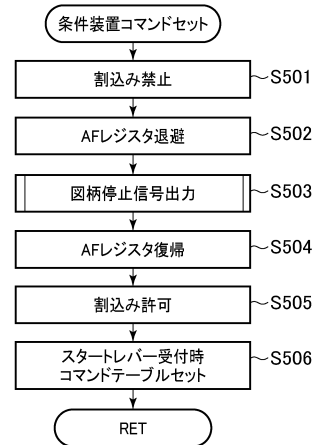 条件装置コマンドセット
割込み禁止
S501
AFレジスタ退避
S502
図柄停止信号出力
S503
AFレジスタ復帰
S504
割込み許可
S505
スタートレバー受付時
コマンドテーブルセット
S506
RET